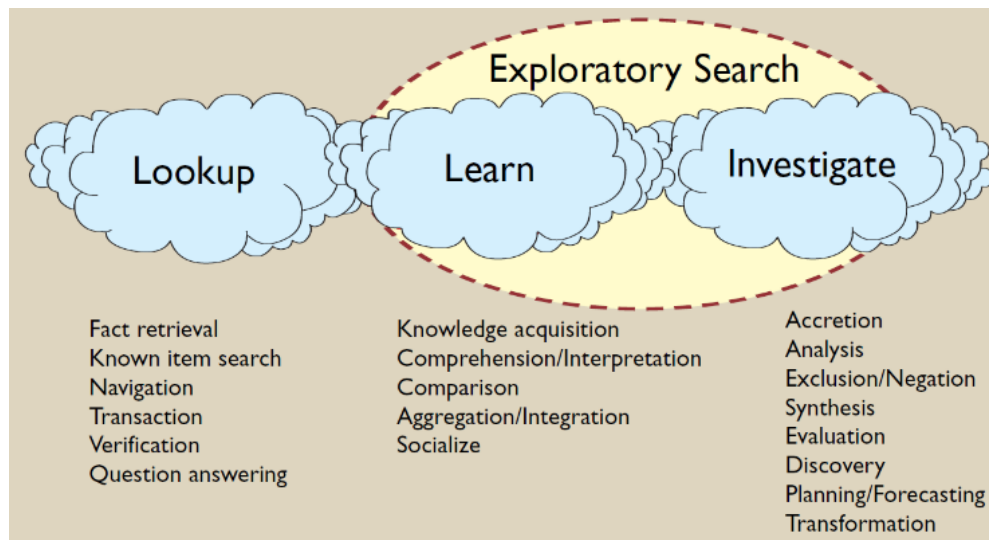 Exploratory Search
Lookup
Learn
Investigate
Fact retrieval
Known item search
Navigation
Transaction
Verification
Question answering
Knowledge acquisition
Comprehension/Interpretation
Comparison
Aggregation/Integration
Socialize
Accretion
Analysis
Exclusion/Negation
Synthesis
Evaluation
Discovery
Planning/Forecasting
Transformation